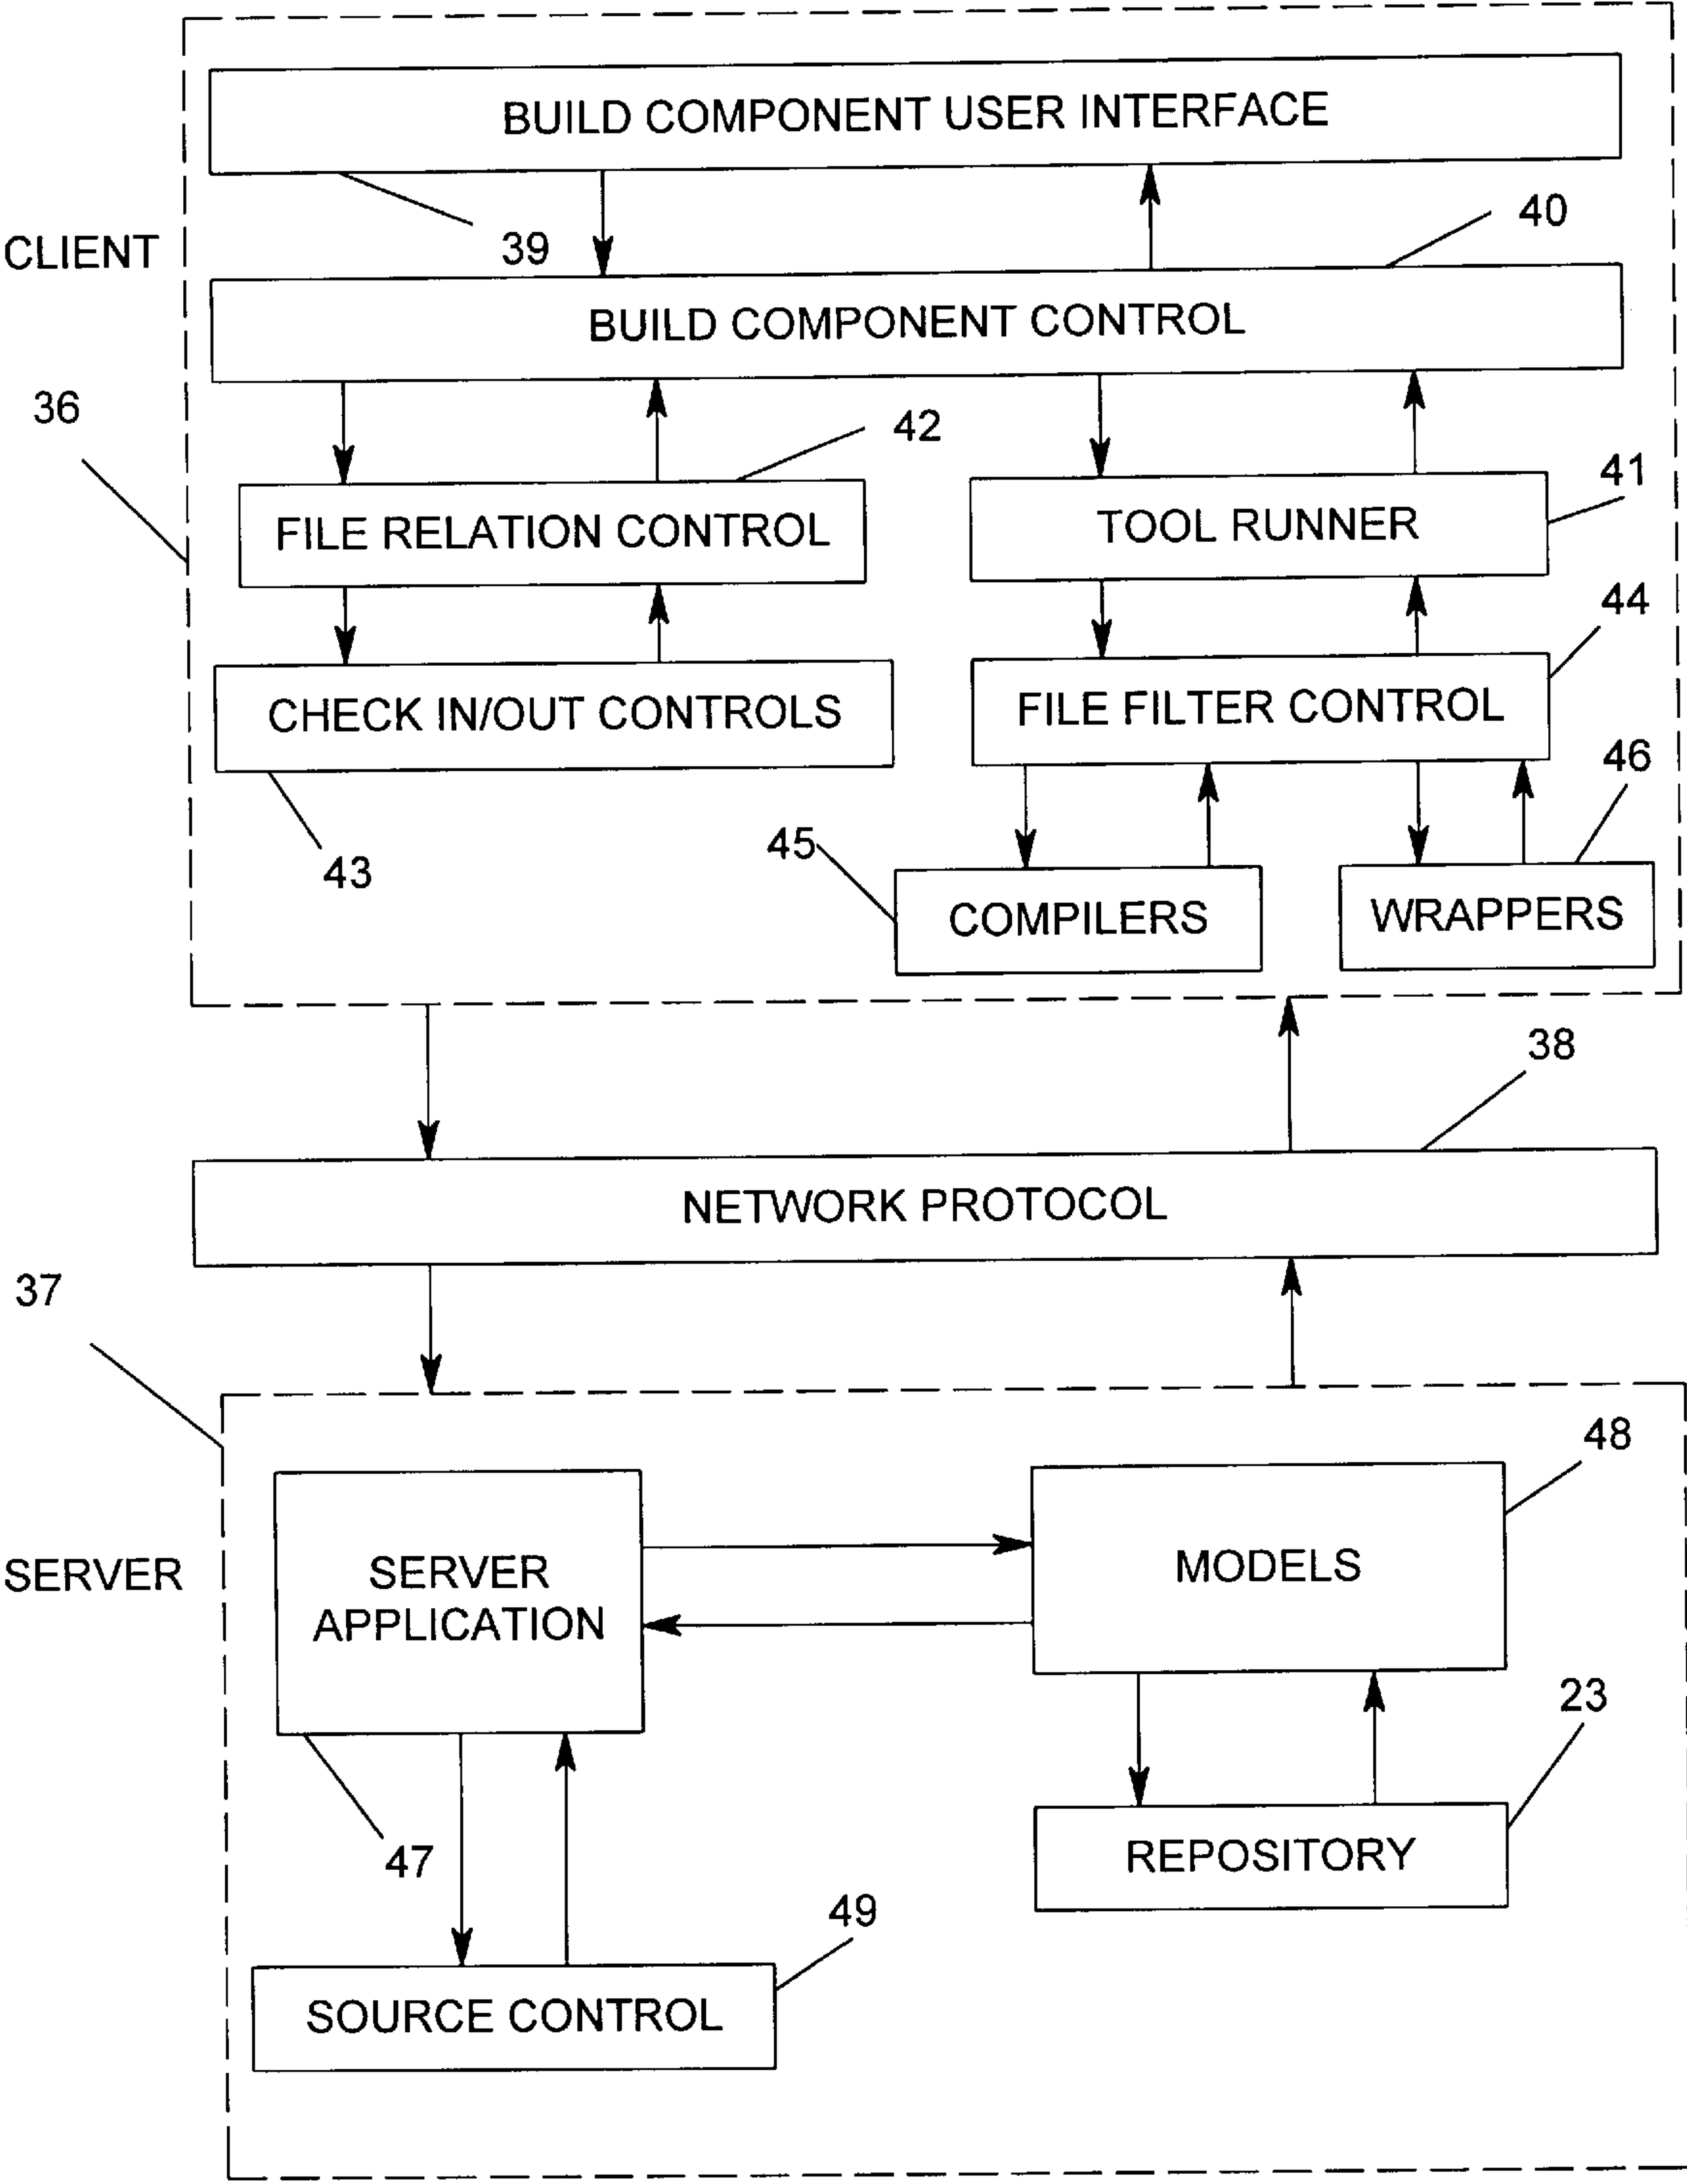 BUILD COMPONENT USER INTERFACE
39
40
CLIENT
BUILD COMPONENT CONTROL
36
42
41
FILE RELATION CONTROL
TOOL RUNNER
44
CHECK IN/OUT CONTROLS
FILE FILTER CONTROL
46
43
45
COMPILERS
WRAPPERS
38
NETWORK PROTOCOL
37
48
SERVER
SERVER
APPLICATION
MODELS
23
47
REPOSITORY
49
SOURCE CONTROL